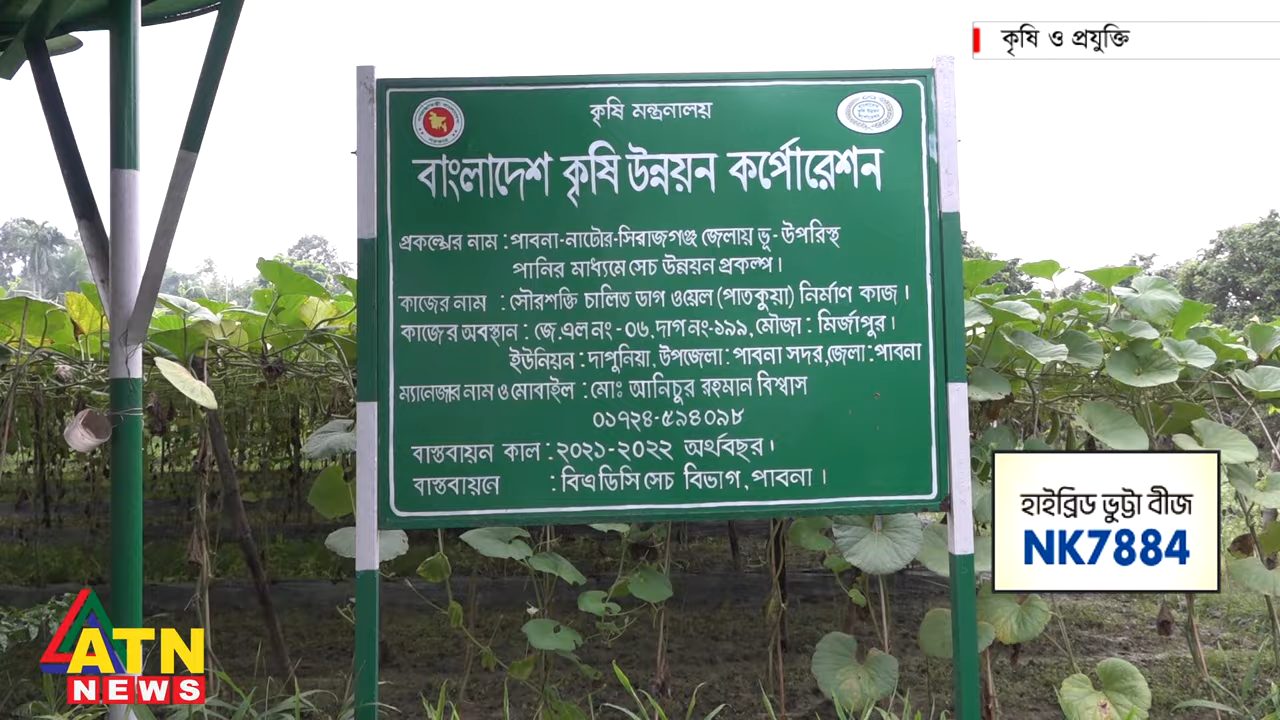 কৃষি ও প্রযুক্তি
কৃষি মন্ত্রনালয়
বাংলাদেশ কৃষি উন্নয়ন কর্পোরেশন
প্রকল্পের নাম : পাবনা-নাটোর-সিরাজগঞ্জ জেলায় ভূ-উপরিস্থ
পানির মাধ্যমে সেচ উন্নয়ন প্রকল্প।
কাজের নাম : সৌরশক্তি চালিত ডাগ ওয়েল (পাতকুয়া) নির্মাণ কাজ।
কাজের অবস্থান : জে.এল নং-০৬, দাগ নং-১৯৯, মৌজা : মির্জাপুর।
ইউনিয়ন : দাপুনিয়া, উপজেলা : পাবনা সদর, জেলা : পাবনা
ম্যানেজার নাম ও মোবাইল : মোঃ আনিচুর রহমান বিশ্বাস
০১৭২৪-৫৯৪০৯৮
বাস্তবায়ন কাল : ২০২১-২০২২ অর্থবছর।
বাস্তবায়নে : বিএডিসি সেচ বিভাগ, পাবনা।
হাইব্রিড ভুট্টা বীজ
NK7884
ATN
NEWS